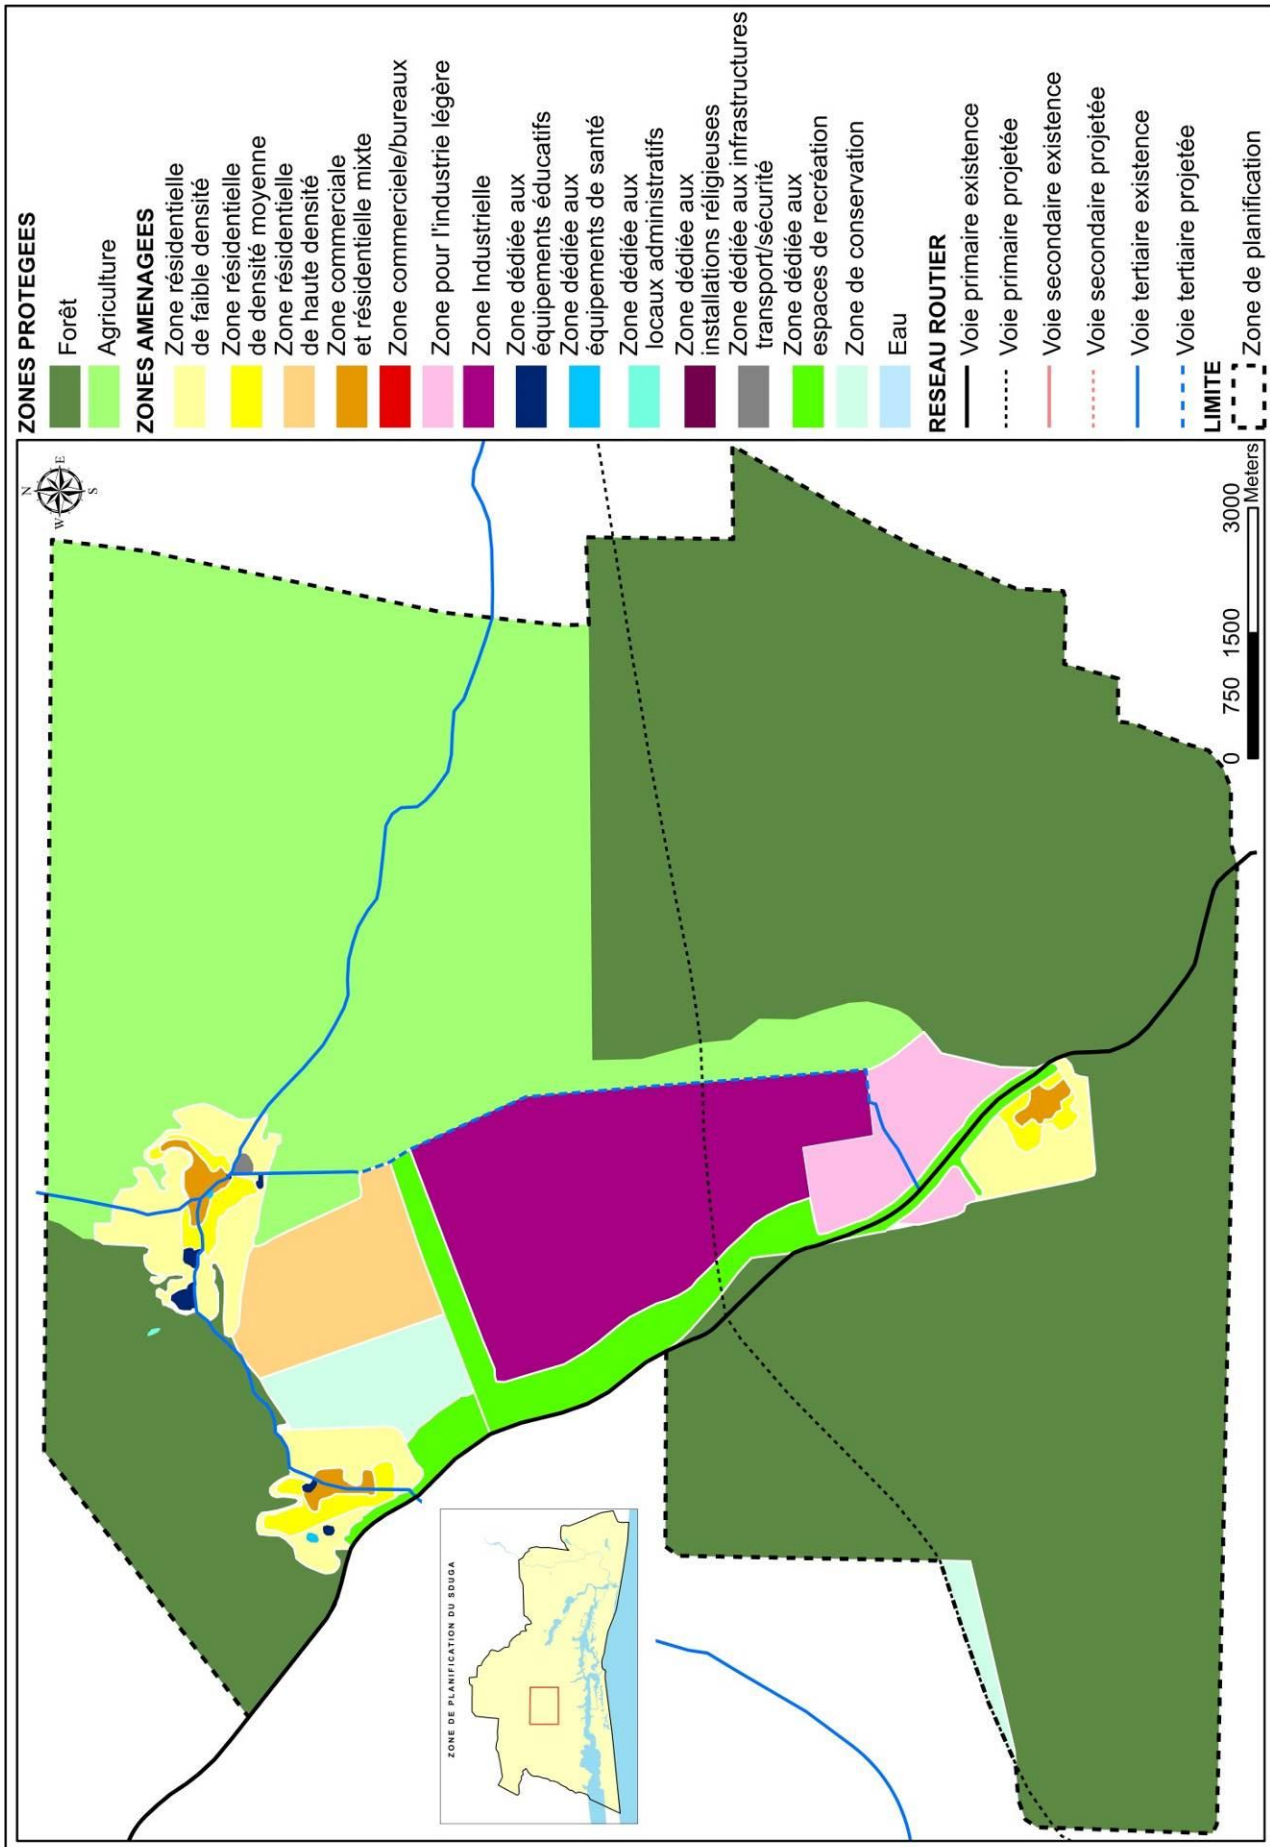 ZONES PROTEGEES
Forêt
Agriculture
ZONES AMENAGEES
Zone résidentielle
de faible densité
Zone résidentielle
de densité moyenne
Zone résidentielle
de haute densité
Zone commerciale
et résidentielle mixte
Zone commerciele/bureaux
Zone pour l'industrie légère
Zone Industrielle
Zone dédiée aux
équipements éducatifs
Zone dédiée aux
équipements de santé
Zone dédiée aux
locaux administratifs
Zone dédiée aux
installations réligieuses
Zone dédiée aux infrastructures
transport/sécurité
Zone dédiée aux
espaces de recréation
Zone de conservation
Eau
RESEAU ROUTIER
Voie primaire existence
Voie primaire projetée
Voie secondaire existence
Voie secondaire projetée
Voie tertiaire existence
Voie tertiaire projetée
LIMITE
Zone de planification
N
W E
S
0 750 1500 3000
Meters
ZONE DE PLANIFICATION DU SDUGA